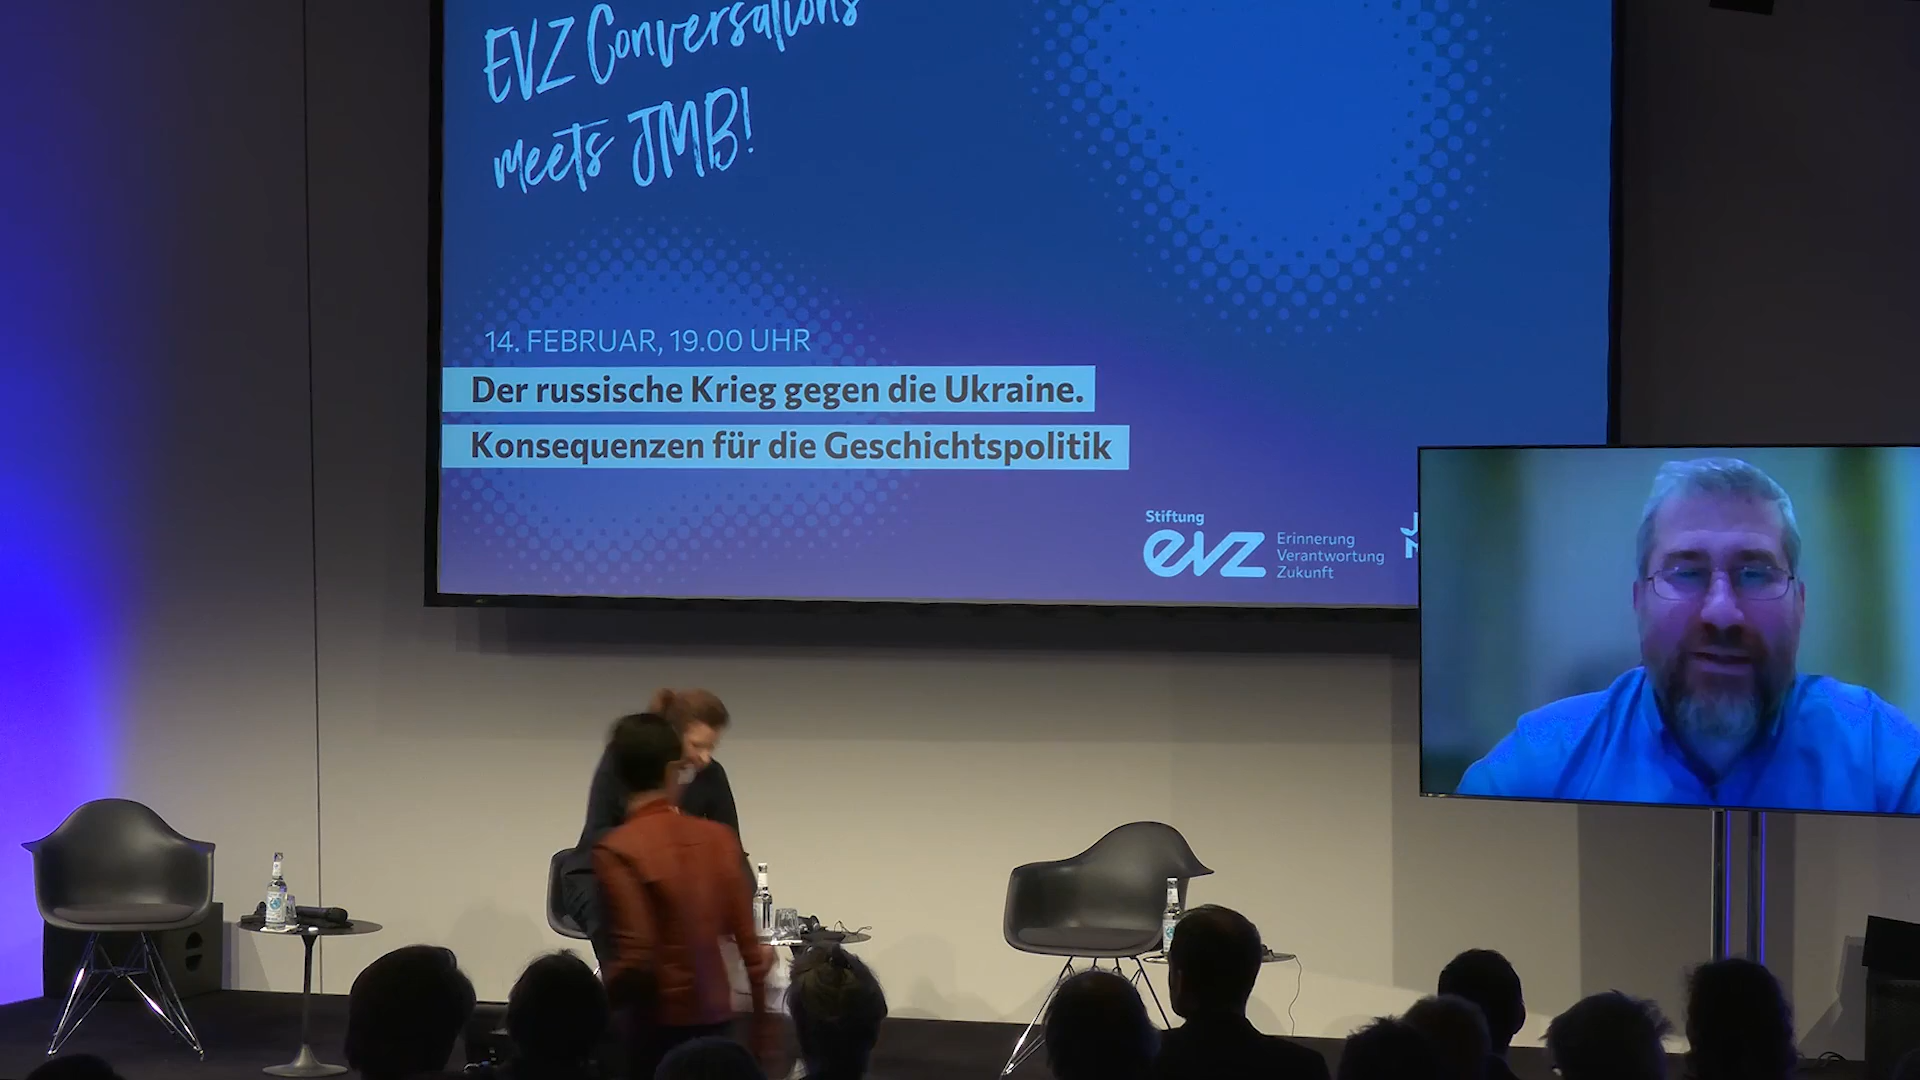 EVZ Conversations
meets JMB!
14. FEBRUAR, 19.00 UHR
Der russische Krieg gegen die Ukraine.
Konsequenzen für die Geschichtspolitik
Stiftung
evz
Erinnerung
Verantwortung
Zukunft
J
M